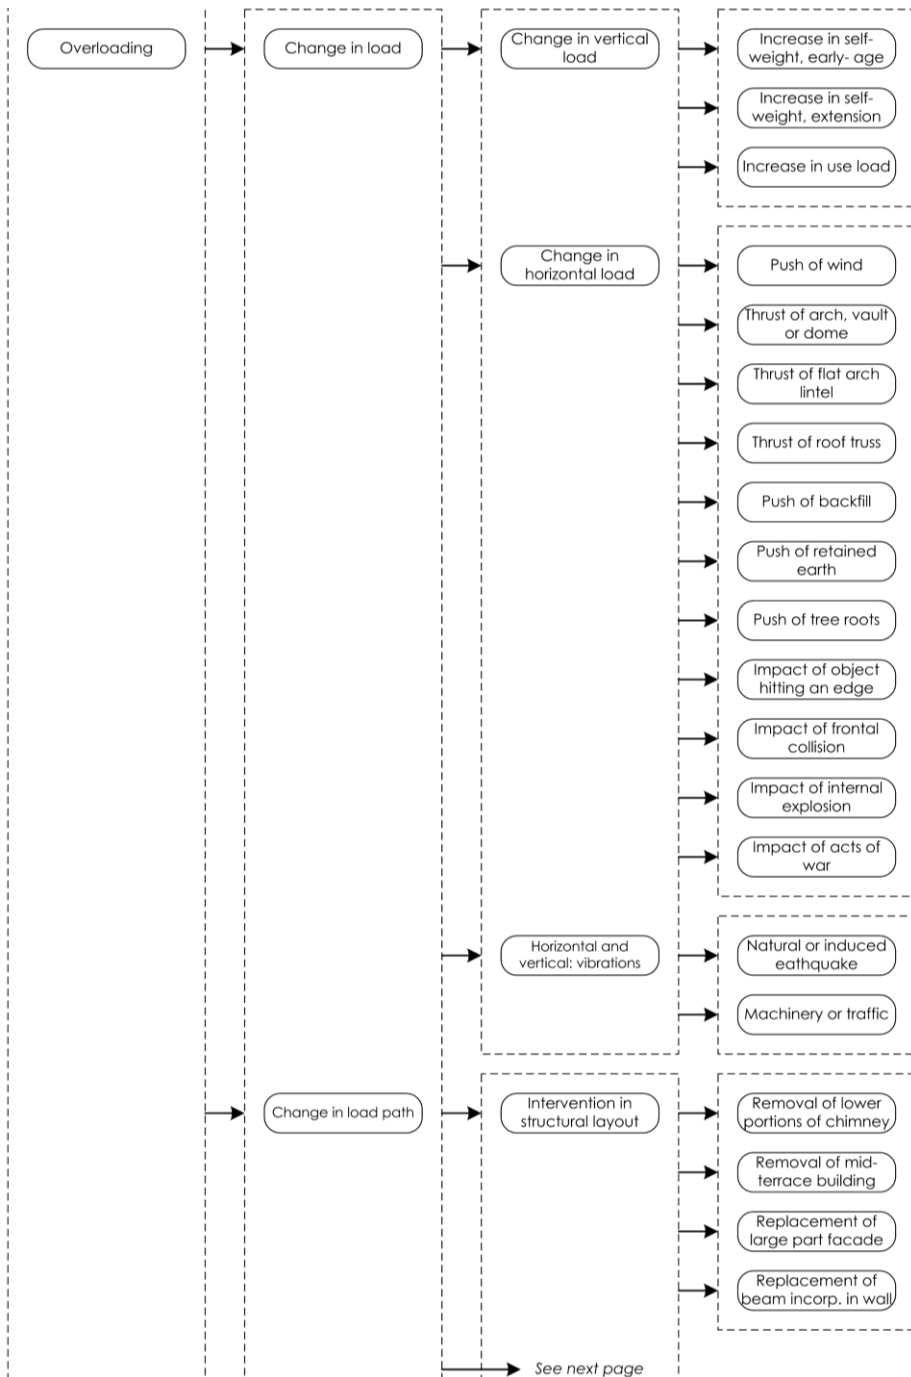 Overloading
Change in load
Change in vertical
load
Increase in self-
weight, early- age
Increase in self-
weight, extension
Increase in use load
Change in
horizontal load
Push of wind
Thrust of arch, vault
or dome
Thrust of flat arch
lintel
Thrust of roof truss
Push of backfill
Push of retained
earth
Push of tree roots
Impact of object
hitting an edge
Impact of frontal
collision
Impact of internal
explosion
Impact of acts of
war
Horizontal and
vertical: vibrations
Natural or induced
eathquake
Machinery or traffic
Change in load path
Intervention in
structural layout
Removal of lower
portions of chimney
Removal of mid-
terrace building
Replacement of
large part facade
Replacement of
beam incorp. in wall
See next page